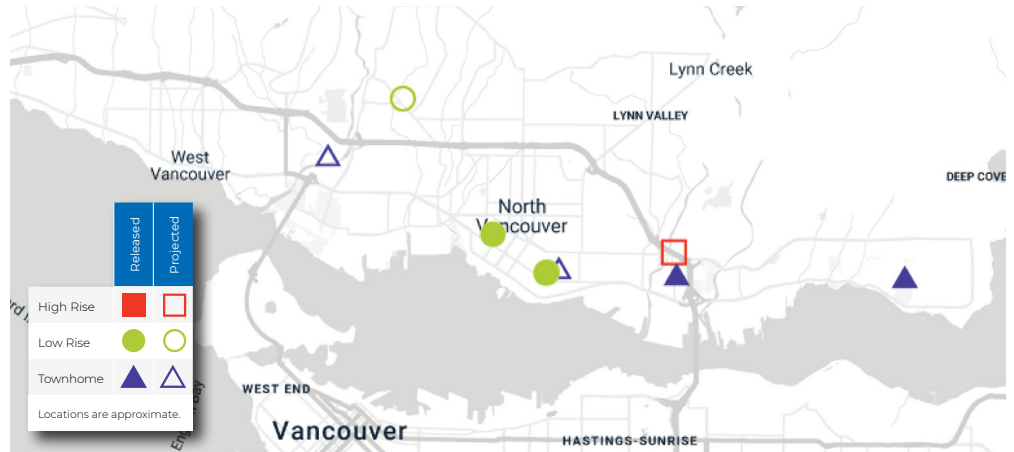 Lynn Creek
LYNN VALLEY
West
Vancouver
DEEP COVE
North
Vancouver
Released
Projected
High Rise
Low Rise
Townhome
Locations are approximate.
WEST END
Vancouver
HASTINGS-SUNRISE